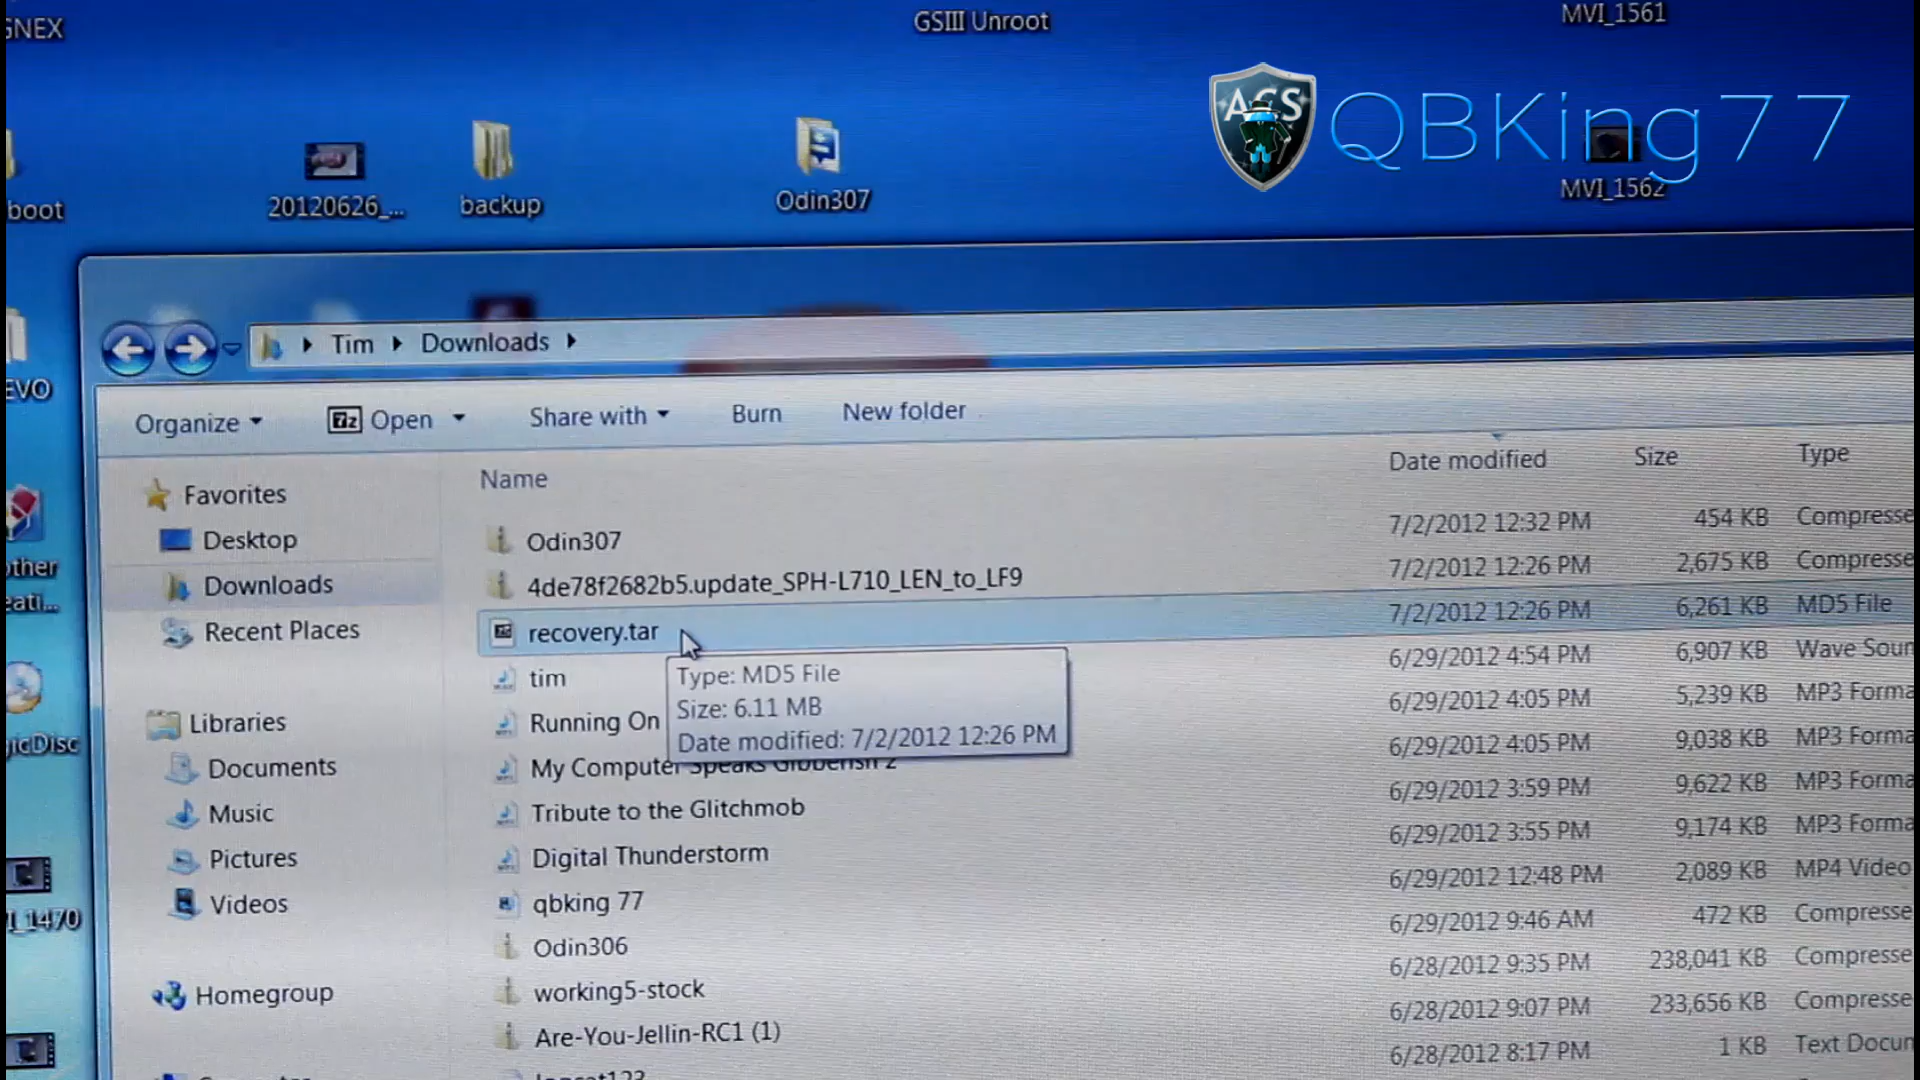 GNEX
GSIII Unroot
MVI_1561
ACS
QBKing77
boot
20120626_...
backup
Odin307
MVI_1562
EVO
Tim
Downloads
Organize
7z Open
Share with
Burn
New folder
Name
Date modified
Size
Type
Favorites
Desktop
Downloads
Recent Places
Libraries
Documents
Music
Pictures
Videos
Homegroup
Odin307
7/2/2012 12:32 PM
454 KB
Compresse
4de78f2682b5.update_SPH-L710_LEN_to_LF9
7/2/2012 12:26 PM
2,675 KB
Compresse
recovery.tar
7/2/2012 12:26 PM
6,261 KB
MD5 File
Type: MD5 File
Size: 6.11 MB
Date modified: 7/2/2012 12:26 PM
tim
6/29/2012 4:54 PM
6,907 KB
Wave Soun
Running On
6/29/2012 4:05 PM
5,239 KB
MP3 Forma
My Computer Speaks Gibberish 2
6/29/2012 4:05 PM
9,038 KB
MP3 Forma
Tribute to the Glitchmob
6/29/2012 3:59 PM
9,622 KB
MP3 Forma
Digital Thunderstorm
6/29/2012 3:55 PM
9,174 KB
MP3 Forma
qbking 77
6/29/2012 12:48 PM
2,089 KB
MP4 Video
Odin306
6/29/2012 9:46 AM
472 KB
Compresse
working5-stock
6/28/2012 9:35 PM
238,041 KB
Compresse
Are-You-Jellin-RC1 (1)
6/28/2012 9:07 PM
233,656 KB
Compresse
6/28/2012 8:17 PM
1 KB
Text Docum
other
eati...
gicDisc
I_1470